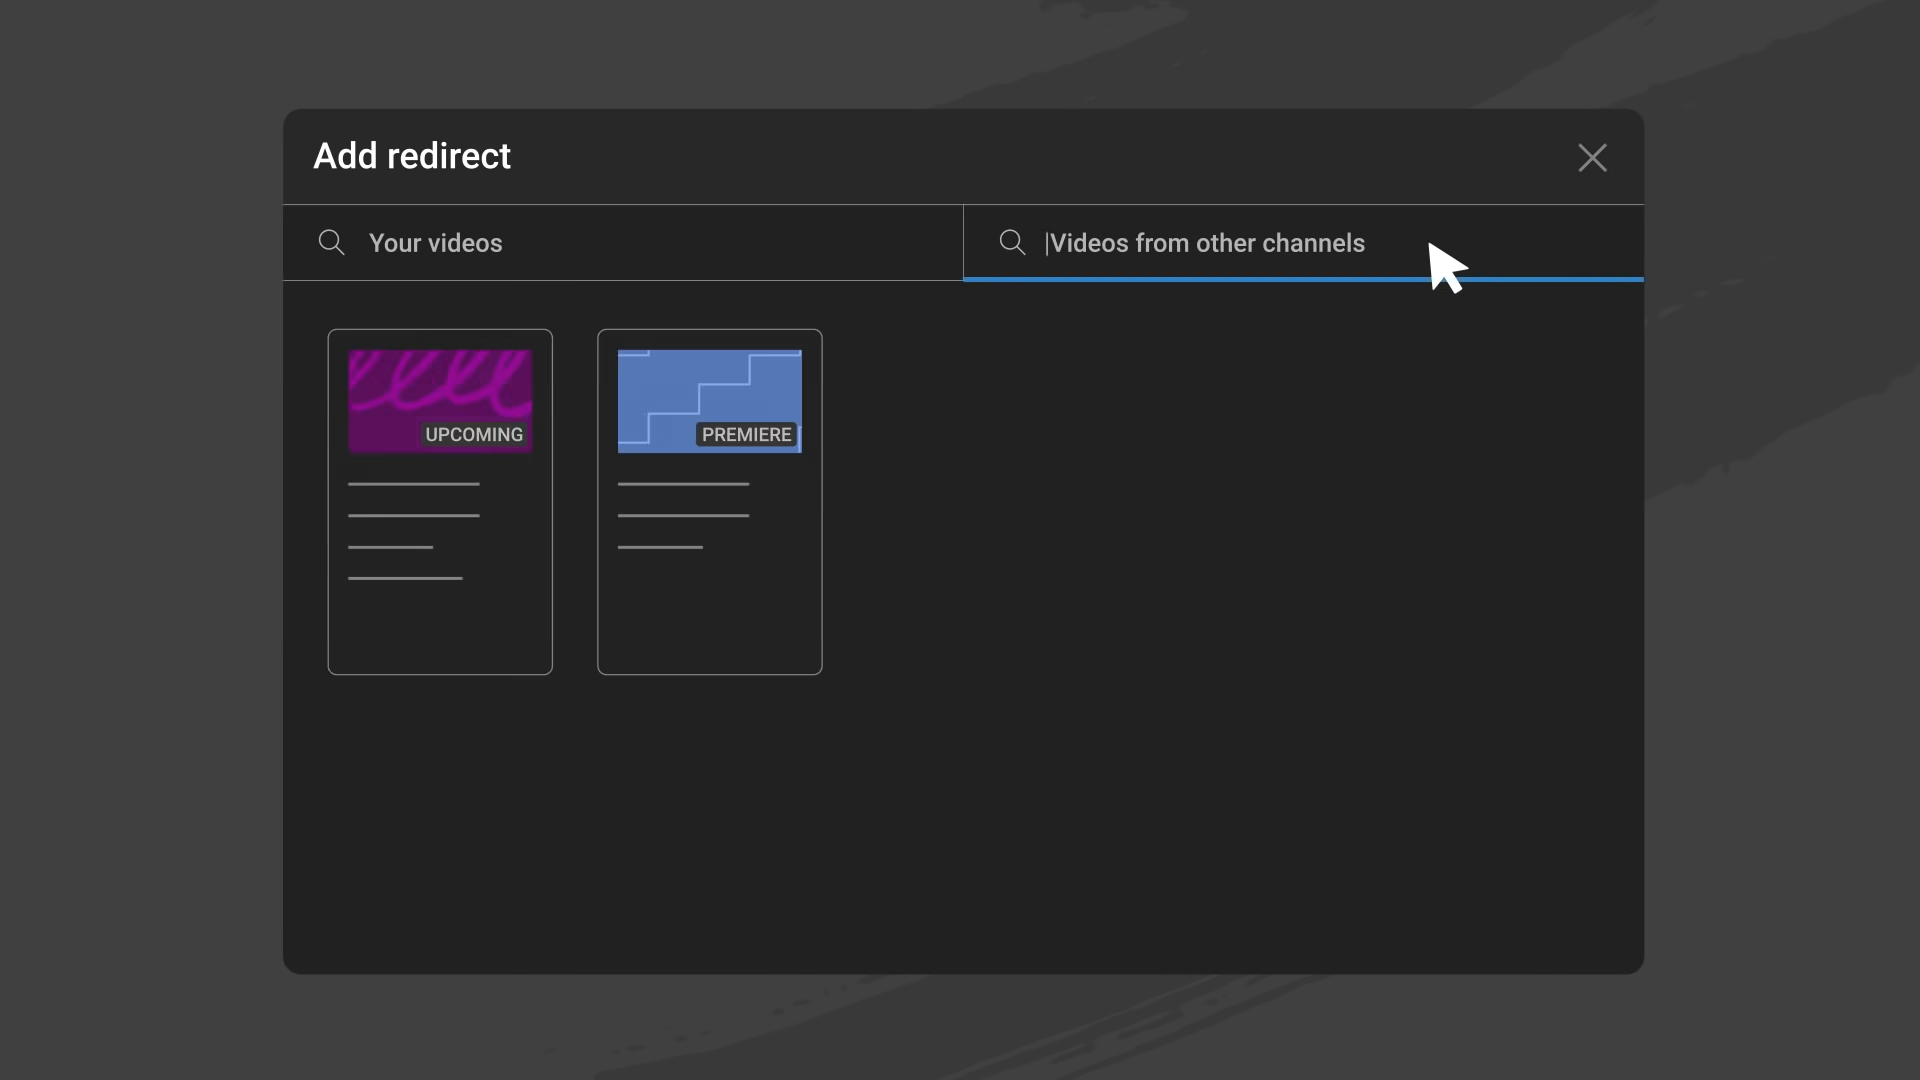 Add redirect
Your videos
Videos from other channels
UPCOMING
PREMIERE